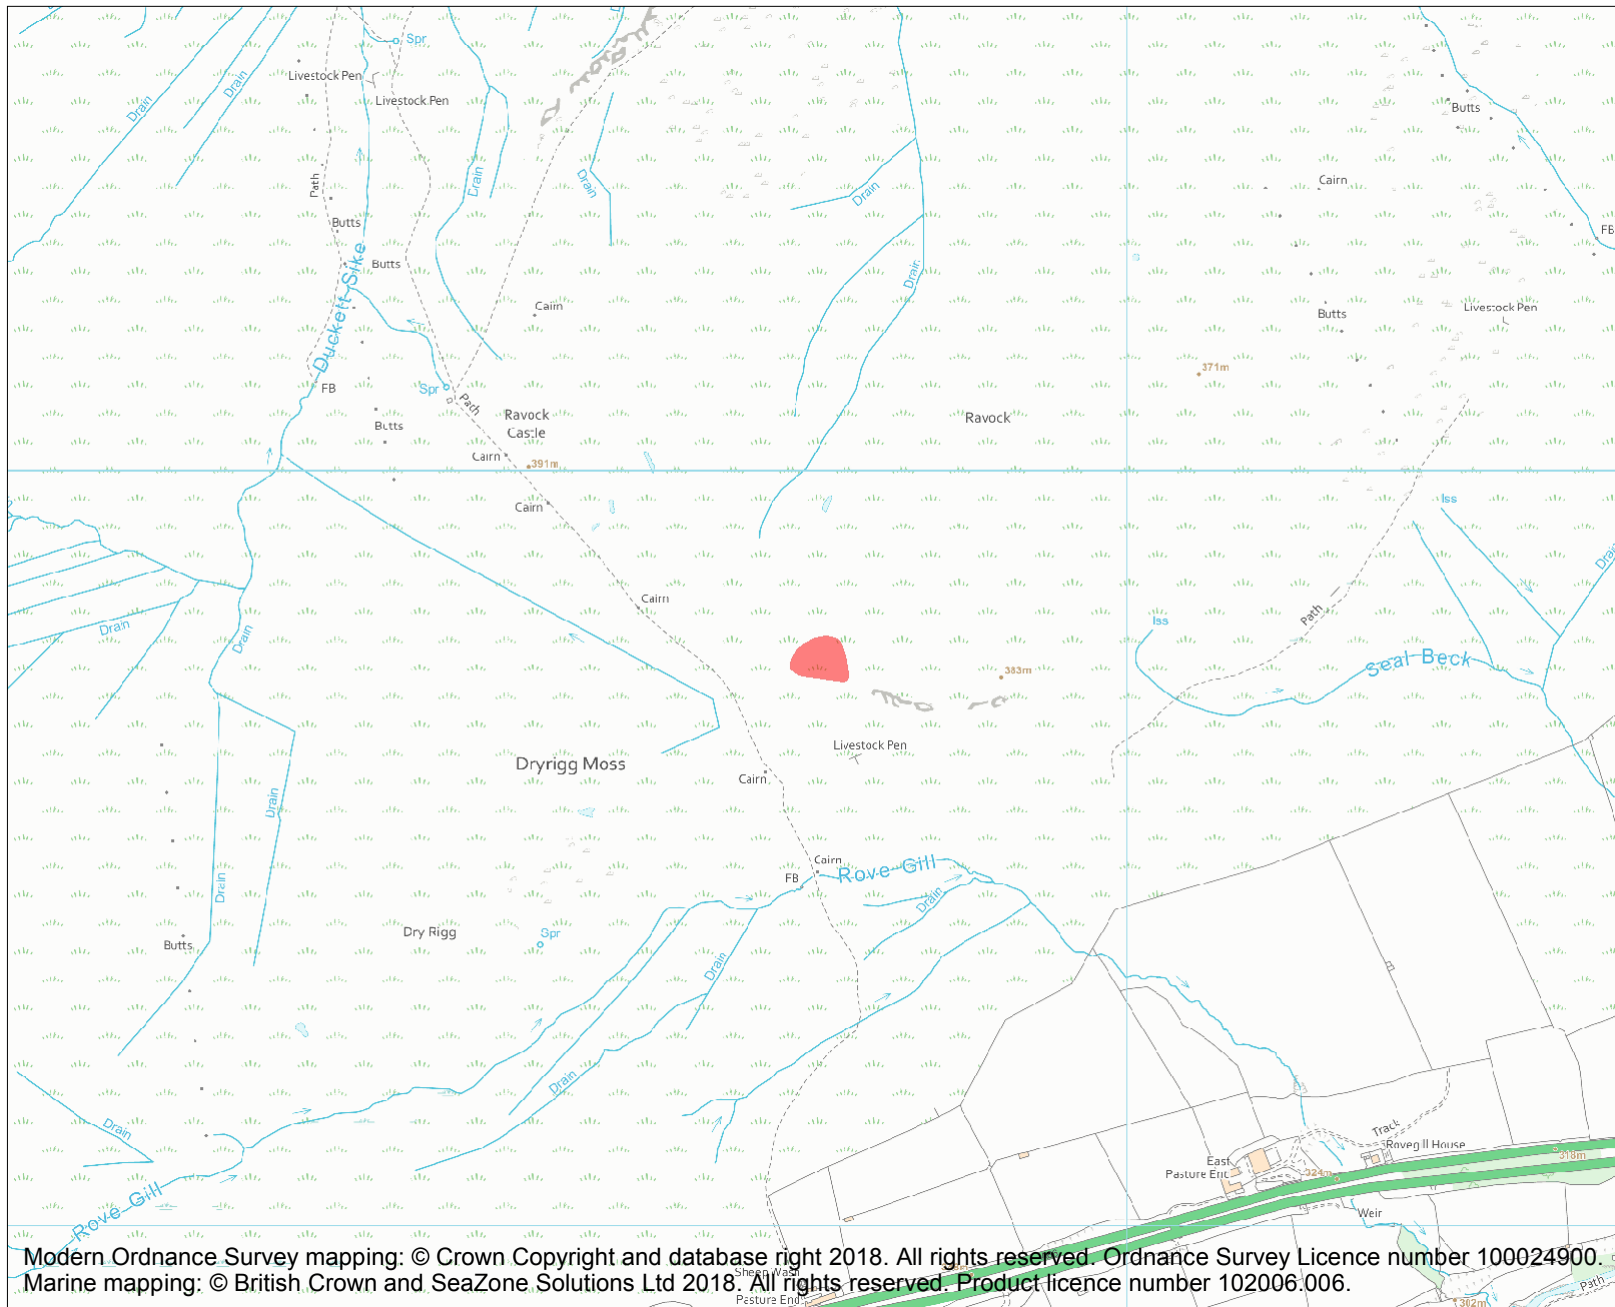 Spr
Livestock Pen
Livestock Pen
Drain
Drain
Butts
Drain
Path
Drain
Drain
Cairn
Butts
FB
Duckett Sike
Butts
Drain
Cairn
Livestock Pen
Butts
371m
FB
Spr
Path
Ravock
Castle
Ravock
Butts
Cairn
391m
Cairn
Iss
Drain
Cairn
Path
Iss
Drain
Drain
Seal Beck
383m
Livestock Pen
Dryrigg Moss
Cairn
Drain
Cairn
FB
Rove Gill
Drain
Drain
Dry Rigg
Spr
Butts
Drain
Drain
Drain
Track
Rovegill House
East
Pasture End
324m
318m
Rove Gill
Weir
Modern Ordnance Survey mapping: © Crown Copyright and database right 2018. All rights reserved. Ordnance Survey Licence number 100024900.
Sheep Wash
Marine mapping: © British Crown and SeaZone Solutions Ltd 2018. All rights reserved. Product licence number 102006.006.
Pasture End
302m
Path